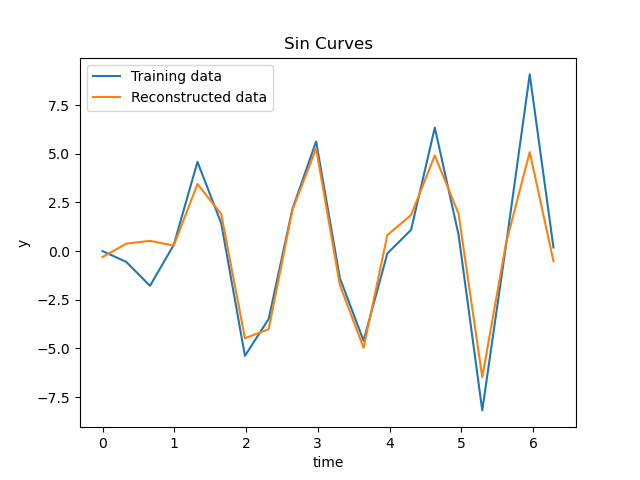 Sin Curves
Training data
Reconstructed data
7.5
5.0
2.5
0.0
−2.5
−5.0
−7.5
y
0 1 2 3 4 5 6
time